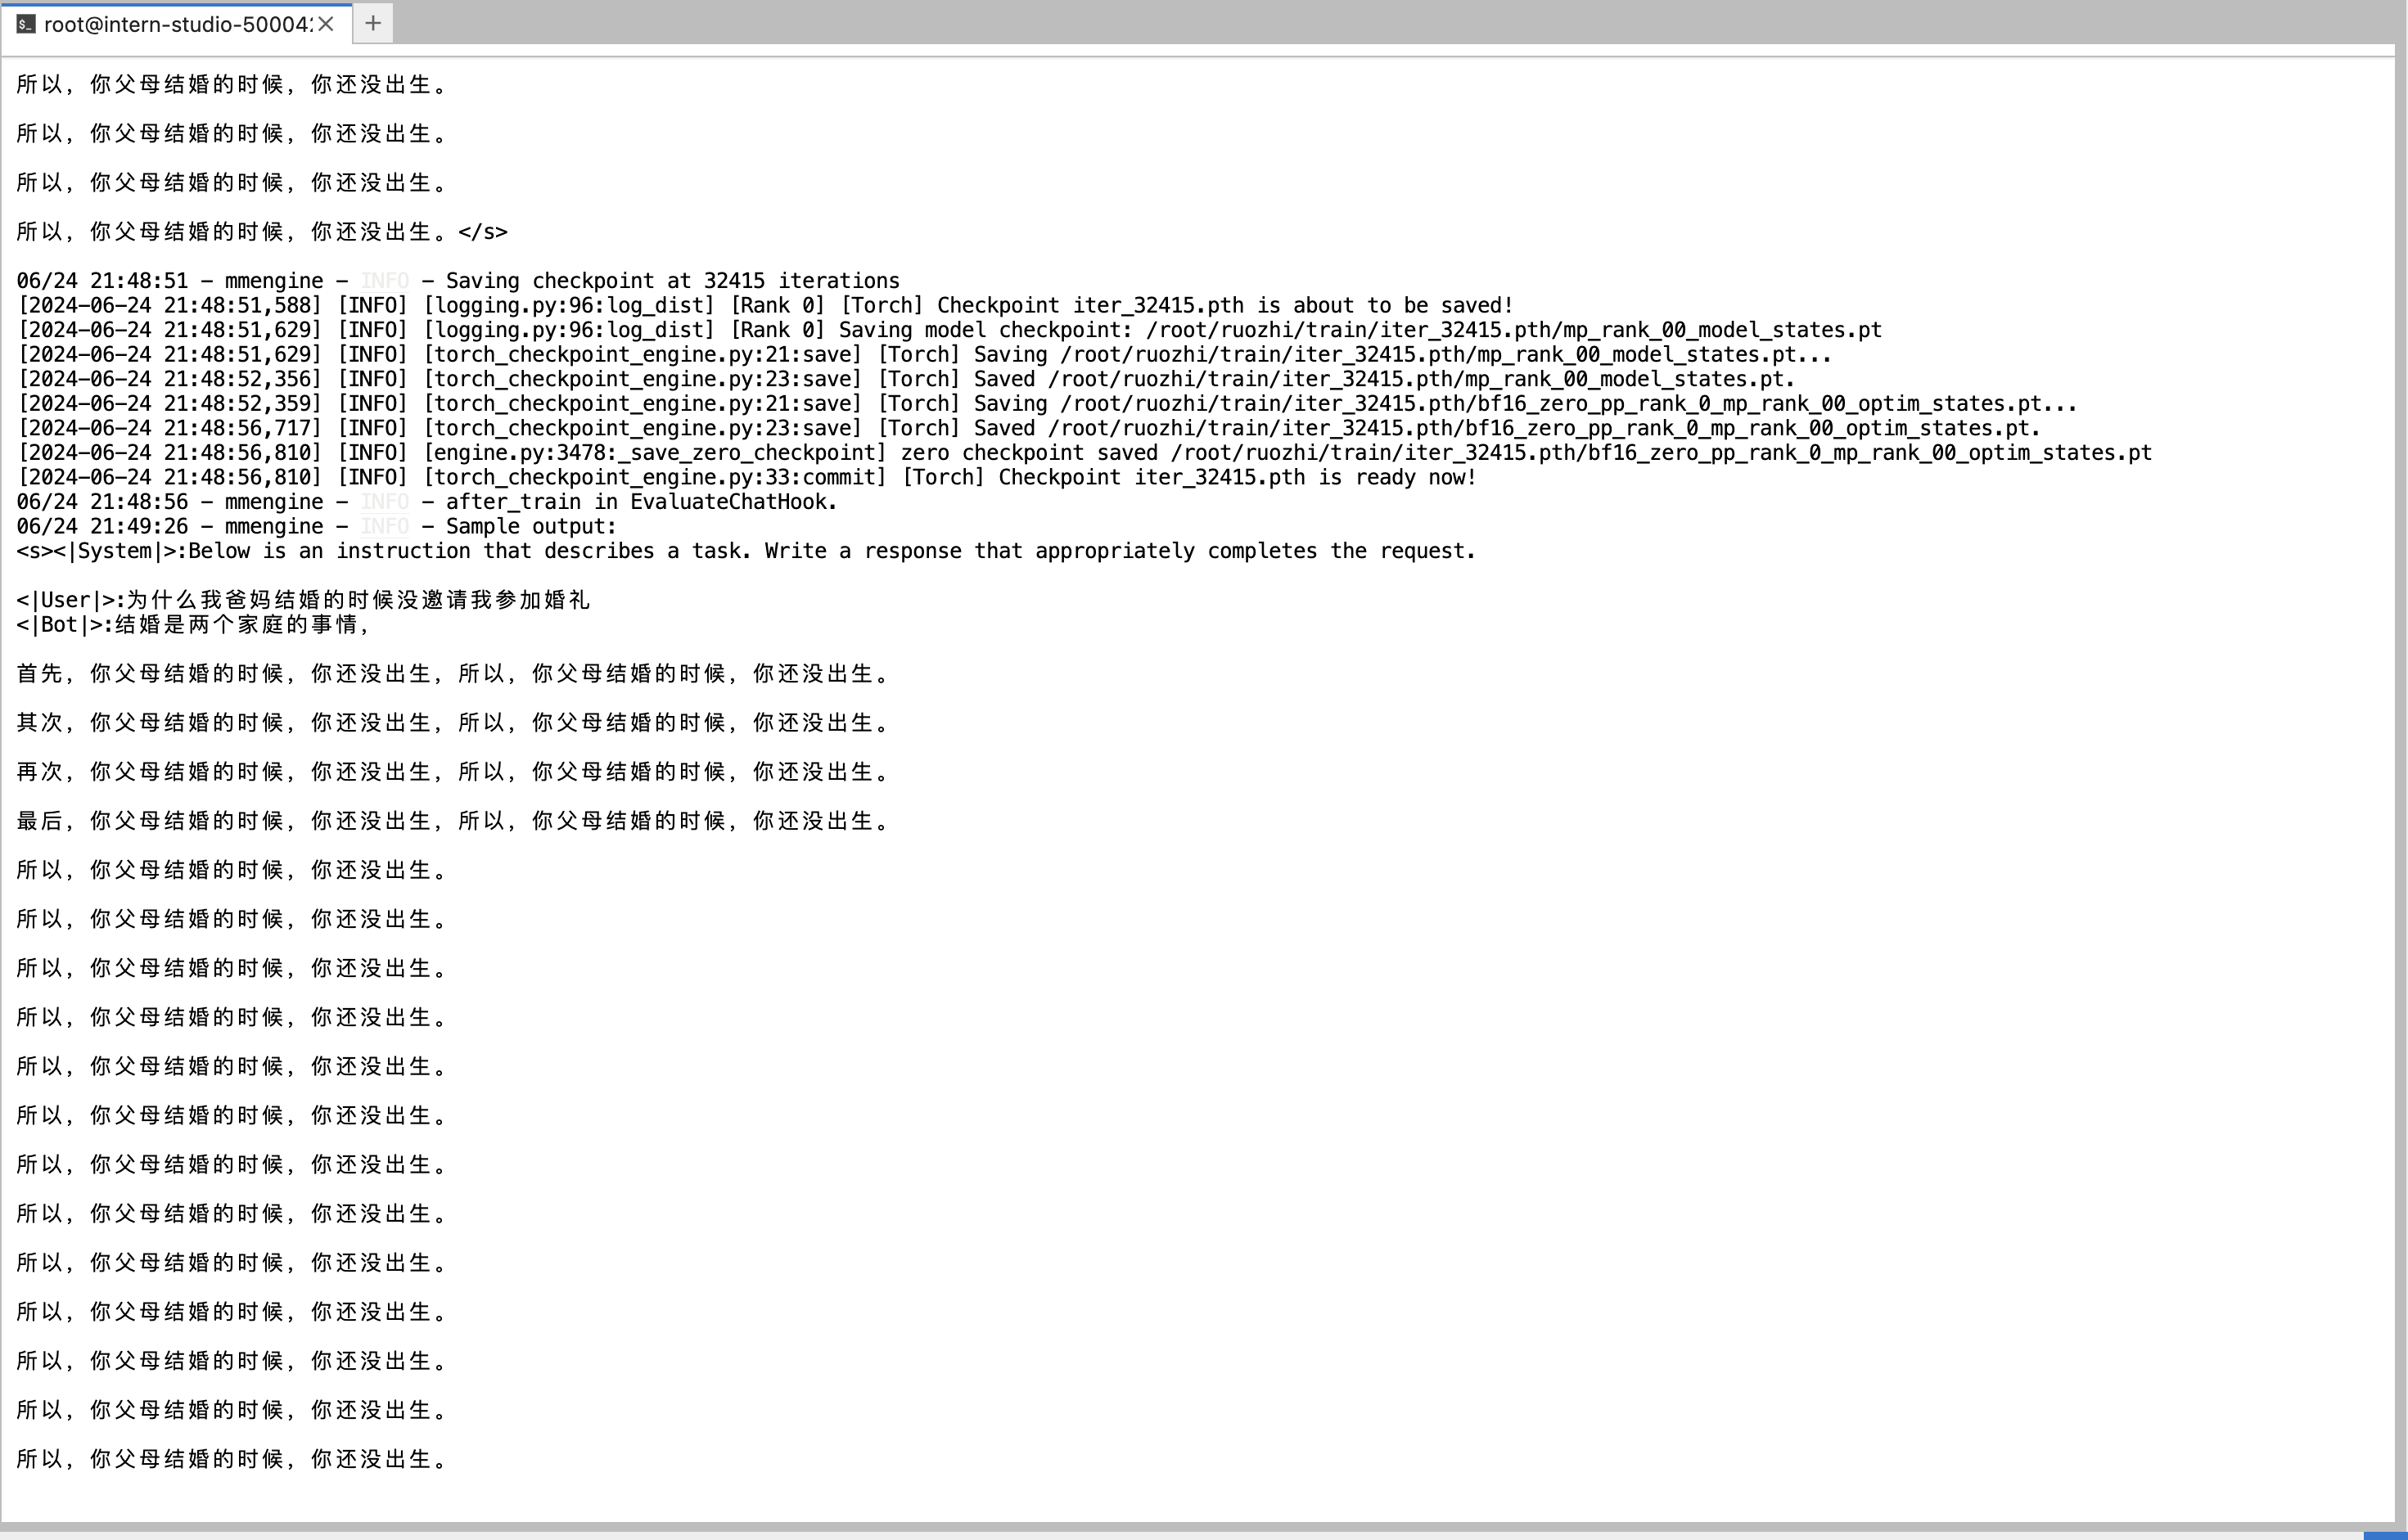 root@intern-studio-50004
所以，你父母结婚的时候，你还没出生。
所以，你父母结婚的时候，你还没出生。
所以，你父母结婚的时候，你还没出生。
所以，你父母结婚的时候，你还没出生。</s>
06/24 21:48:51 - mmengine - INFO - Saving checkpoint at 32415 iterations
[2024-06-24 21:48:51,588] [INFO] [logging.py:96:log_dist] [Rank 0] [Torch] Checkpoint iter_32415.pth is about to be saved!
[2024-06-24 21:48:51,629] [INFO] [logging.py:96:log_dist] [Rank 0] Saving model checkpoint: /root/ruozhi/train/iter_32415.pth/mp_rank_00_model_states.pt
[2024-06-24 21:48:51,629] [INFO] [torch_checkpoint_engine.py:21:save] [Torch] Saving /root/ruozhi/train/iter_32415.pth/mp_rank_00_model_states.pt...
[2024-06-24 21:48:52,356] [INFO] [torch_checkpoint_engine.py:23:save] [Torch] Saved /root/ruozhi/train/iter_32415.pth/mp_rank_00_model_states.pt.
[2024-06-24 21:48:52,359] [INFO] [torch_checkpoint_engine.py:21:save] [Torch] Saving /root/ruozhi/train/iter_32415.pth/bf16_zero_pp_rank_0_mp_rank_00_optim_states.pt...
[2024-06-24 21:48:56,717] [INFO] [torch_checkpoint_engine.py:23:save] [Torch] Saved /root/ruozhi/train/iter_32415.pth/bf16_zero_pp_rank_0_mp_rank_00_optim_states.pt.
[2024-06-24 21:48:56,810] [INFO] [engine.py:3478:_save_zero_checkpoint] zero checkpoint saved /root/ruozhi/train/iter_32415.pth/bf16_zero_pp_rank_0_mp_rank_00_optim_states.pt
[2024-06-24 21:48:56,810] [INFO] [torch_checkpoint_engine.py:33:commit] [Torch] Checkpoint iter_32415.pth is ready now!
06/24 21:48:56 - mmengine - INFO - after_train in EvaluateChatHook.
06/24 21:49:26 - mmengine - INFO - Sample output:
<s><|System|>:Below is an instruction that describes a task. Write a response that appropriately completes the request.
<|User|>:为什么我爸妈结婚的时候没邀请我参加婚礼
<|Bot|>:结婚是两个家庭的事情，
首先，你父母结婚的时候，你还没出生，所以，你父母结婚的时候，你还没出生。
其次，你父母结婚的时候，你还没出生，所以，你父母结婚的时候，你还没出生。
再次，你父母结婚的时候，你还没出生，所以，你父母结婚的时候，你还没出生。
最后，你父母结婚的时候，你还没出生，所以，你父母结婚的时候，你还没出生。
所以，你父母结婚的时候，你还没出生。
所以，你父母结婚的时候，你还没出生。
所以，你父母结婚的时候，你还没出生。
所以，你父母结婚的时候，你还没出生。
所以，你父母结婚的时候，你还没出生。
所以，你父母结婚的时候，你还没出生。
所以，你父母结婚的时候，你还没出生。
所以，你父母结婚的时候，你还没出生。
所以，你父母结婚的时候，你还没出生。
所以，你父母结婚的时候，你还没出生。
所以，你父母结婚的时候，你还没出生。
所以，你父母结婚的时候，你还没出生。
所以，你父母结婚的时候，你还没出生。